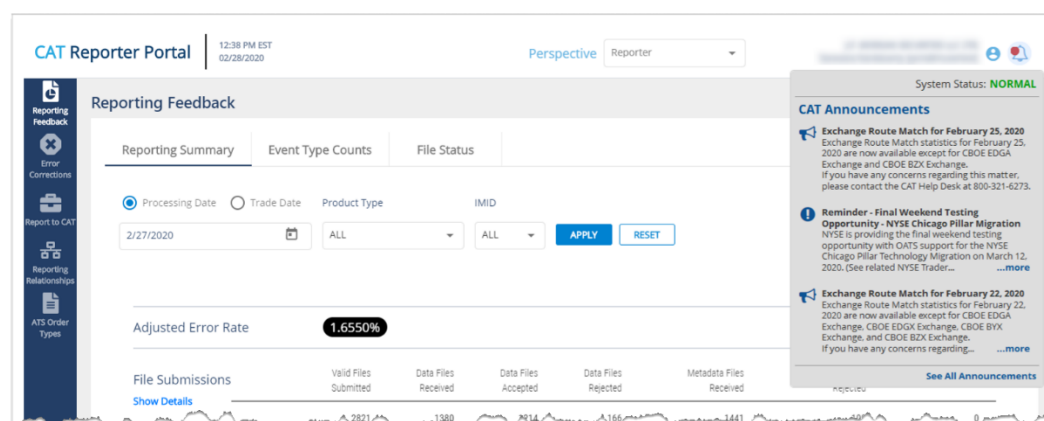 CAT Reporter Portal
12:38 PM EST
02/28/2020
Perspective
Reporter
System Status: NORMAL
CAT Announcements
Exchange Route Match for February 25, 2020
Exchange Route Match statistics for February 25,
2020 are now available except for CBOE EDGA
Exchange and CBOE BZX Exchange.
If you have any concerns regarding this matter,
please contact the CAT Help Desk at 800-321-6273.
Reminder - Final Weekend Testing
Opportunity - NYSE Chicago Pillar Migration
NYSE is providing the final weekend testing
opportunity with OATS support for the NYSE
Chicago Pillar Technology Migration on March 12,
2020. (See related NYSE Trader... ...more
Exchange Route Match for February 22, 2020
Exchange Route Match statistics for February 22,
2020 are now available except for CBOE EDGA
Exchange, CBOE EDGX Exchange, CBOE BYX
Exchange, and CBOE BZX Exchange.
If you have any concerns regarding... ...more
See All Announcements
Reporting
Feedback
Error
Corrections
Report to CAT
Reporting
Relationships
ATS Order
Types
Reporting Feedback
Reporting Summary Event Type Counts File Status
Processing Date Trade Date Product Type IMID
2/27/2020 ALL ALL APPLY RESET
Adjusted Error Rate 1.6550%
File Submissions
Show Details
Valid Files
Submitted
Data Files
Received
Data Files
Accepted
Data Files
Rejected
Metadata Files
Received
Rejected
2821 1380 166 1441 0